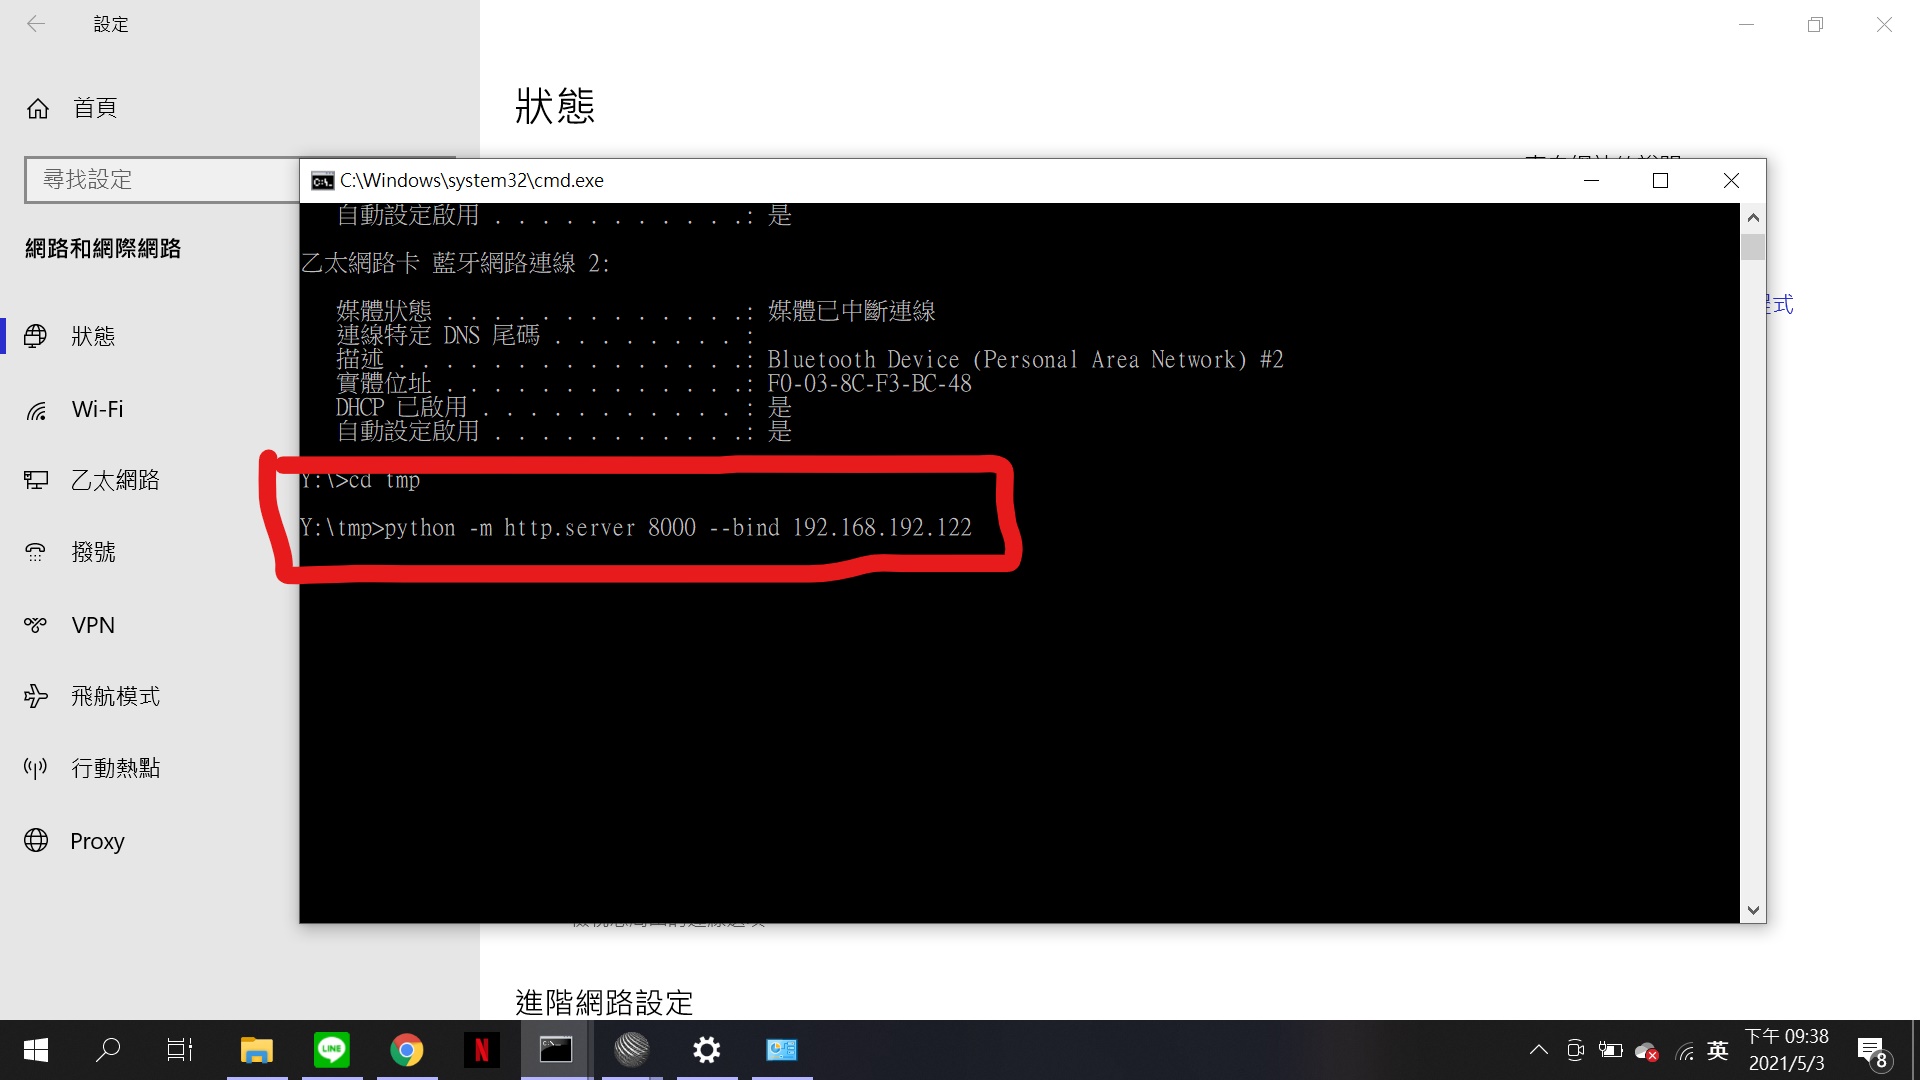 設定
首頁
狀態
尋找設定
C:\Windows\system32\cmd.exe
網路和網際網路
自動設定啟用 . . . . . . . . . . .: 是
乙太網路卡 藍牙網路連線 2:
媒體狀態 . . . . . . . . . . . . .: 媒體已中斷連線
連線特定 DNS 尾碼 . . . . . . . . :
描述 . . . . . . . . . . . . . . .: Bluetooth Device (Personal Area Network) #2
實體位址 . . . . . . . . . . . . .: F0-03-8C-F3-BC-48
DHCP 已啟用 . . . . . . . . . . . : 是
自動設定啟用 . . . . . . . . . . .: 是
Y:\>cd tmp
Y:\tmp>python -m http.server 8000 --bind 192.168.192.122
程式
狀態
Wi-Fi
乙太網路
撥號
VPN
飛航模式
行動熱點
Proxy
進階網路設定
LINE
N
英
下午 09:38
2021/5/3
8